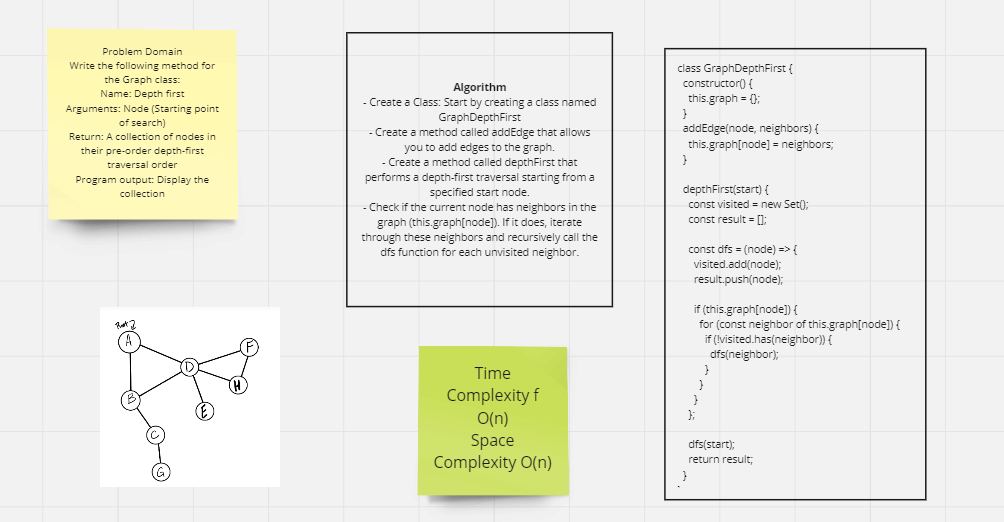 Problem Domain
Write the following method for
the Graph class:
Name: Depth first
Arguments: Node (Starting point
of search)
Return: A collection of nodes in
their pre-order depth-first
traversal order
Program output: Display the
collection
Algorithm
- Create a Class: Start by creating a class named
GraphDepthFirst
- Create a method called addEdge that allows
you to add edges to the graph.
- Create a method called depthFirst that
performs a depth-first traversal starting from a
specified start node.
- Check if the current node has neighbors in the
graph (this.graph[node]). If it does, iterate
through these neighbors and recursively call the
dfs function for each unvisited neighbor.
class GraphDepthFirst {
constructor() {
this.graph = {};
}
addEdge(node, neighbors) {
this.graph[node] = neighbors;
}
depthFirst(start) {
const visited = new Set();
const result = [];
const dfs = (node) => {
visited.add(node);
result.push(node);
if (this.graph[node]) {
for (const neighbor of this.graph[node]) {
if (!visited.has(neighbor)) {
dfs(neighbor);
}
}
}
};
dfs(start);
return result;
}
Root
A
F
D
H
B
E
C
G
Time
Complexity f
O(n)
Space
Complexity O(n)